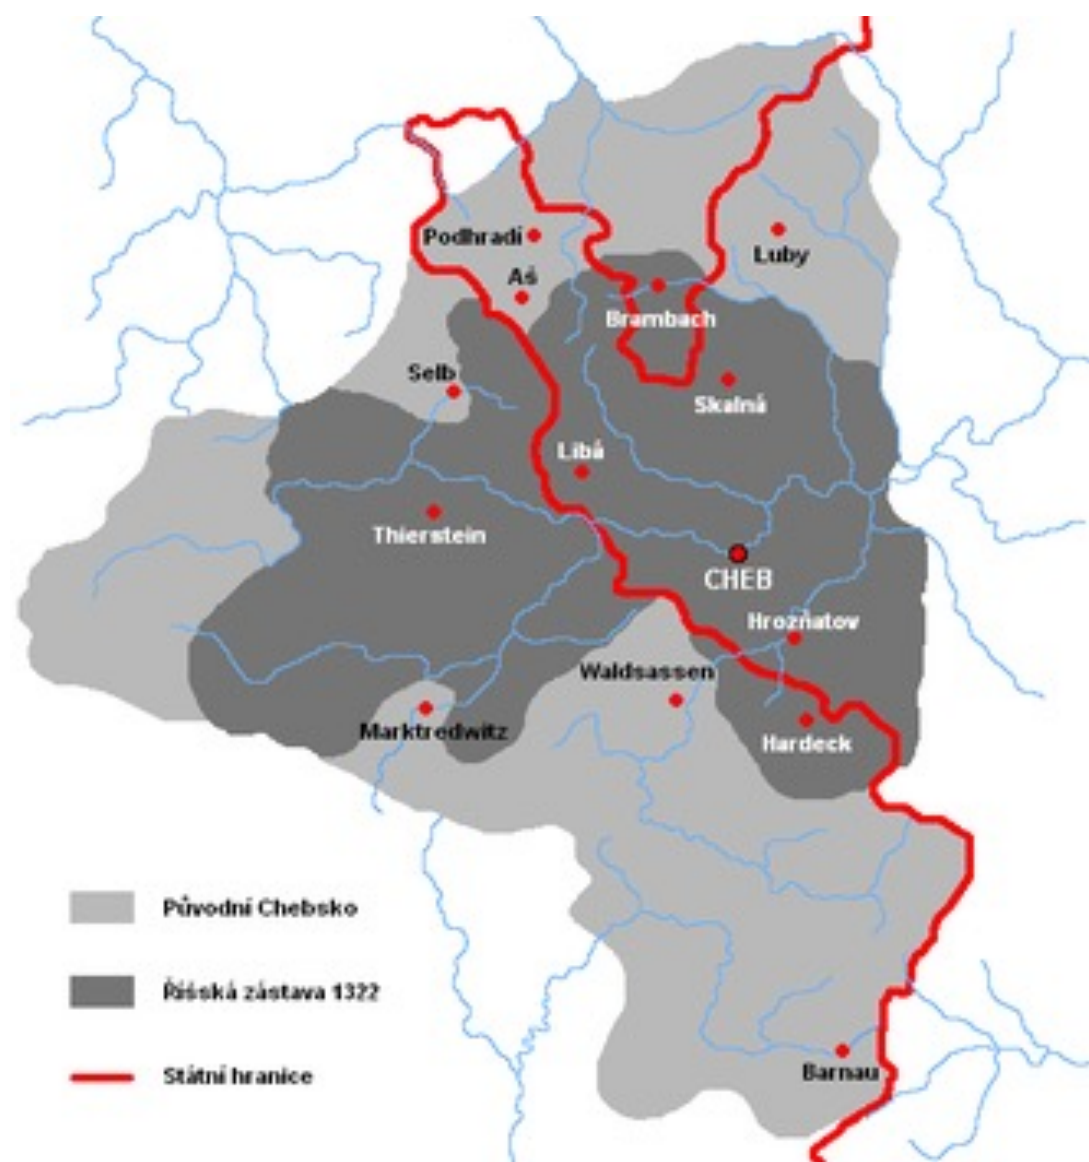 Podhradí
Luby
Aš
Brambach
Selb
Skalná
Libá
Thierstein
CHEB
Hrozňatov
Waldsassen
Marktredwitz
Hardeck
Původní Chebsko
Říšská zástava 1322
Státní hranice
Barnau